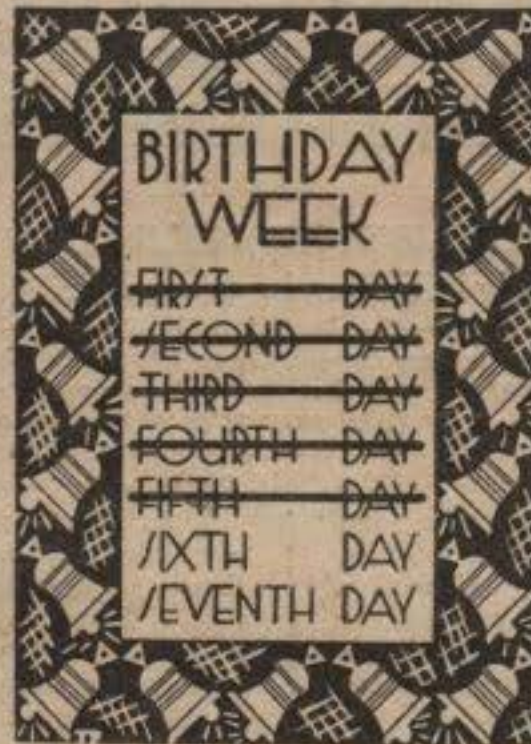 BIRTHDAY
WEEK
FIRST DAY
SECOND DAY
THIRD DAY
FOURTH DAY
FIFTH DAY
SIXTH DAY
SEVENTH DAY